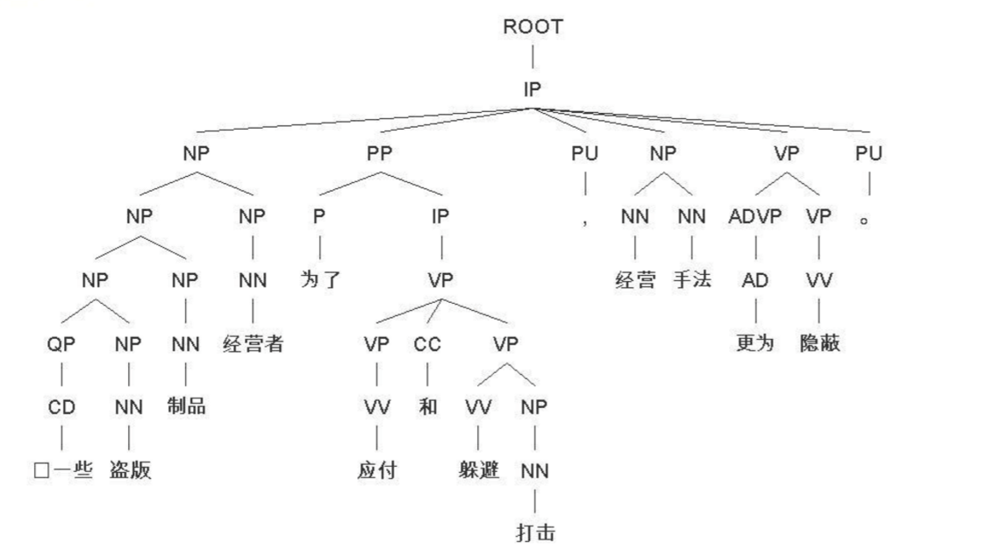 ROOT
IP
NP PP PU NP VP PU
NP NP P IP ， NN NN ADVP VP 。
NP NP NN 为了 VP 经营 手法 AD VV
QP NP NN 经营者 VP CC VP 更为 隐蔽
CD NN 制品 VV 和 VV NP
□一些 盗版 应付 躲避 NN
打击